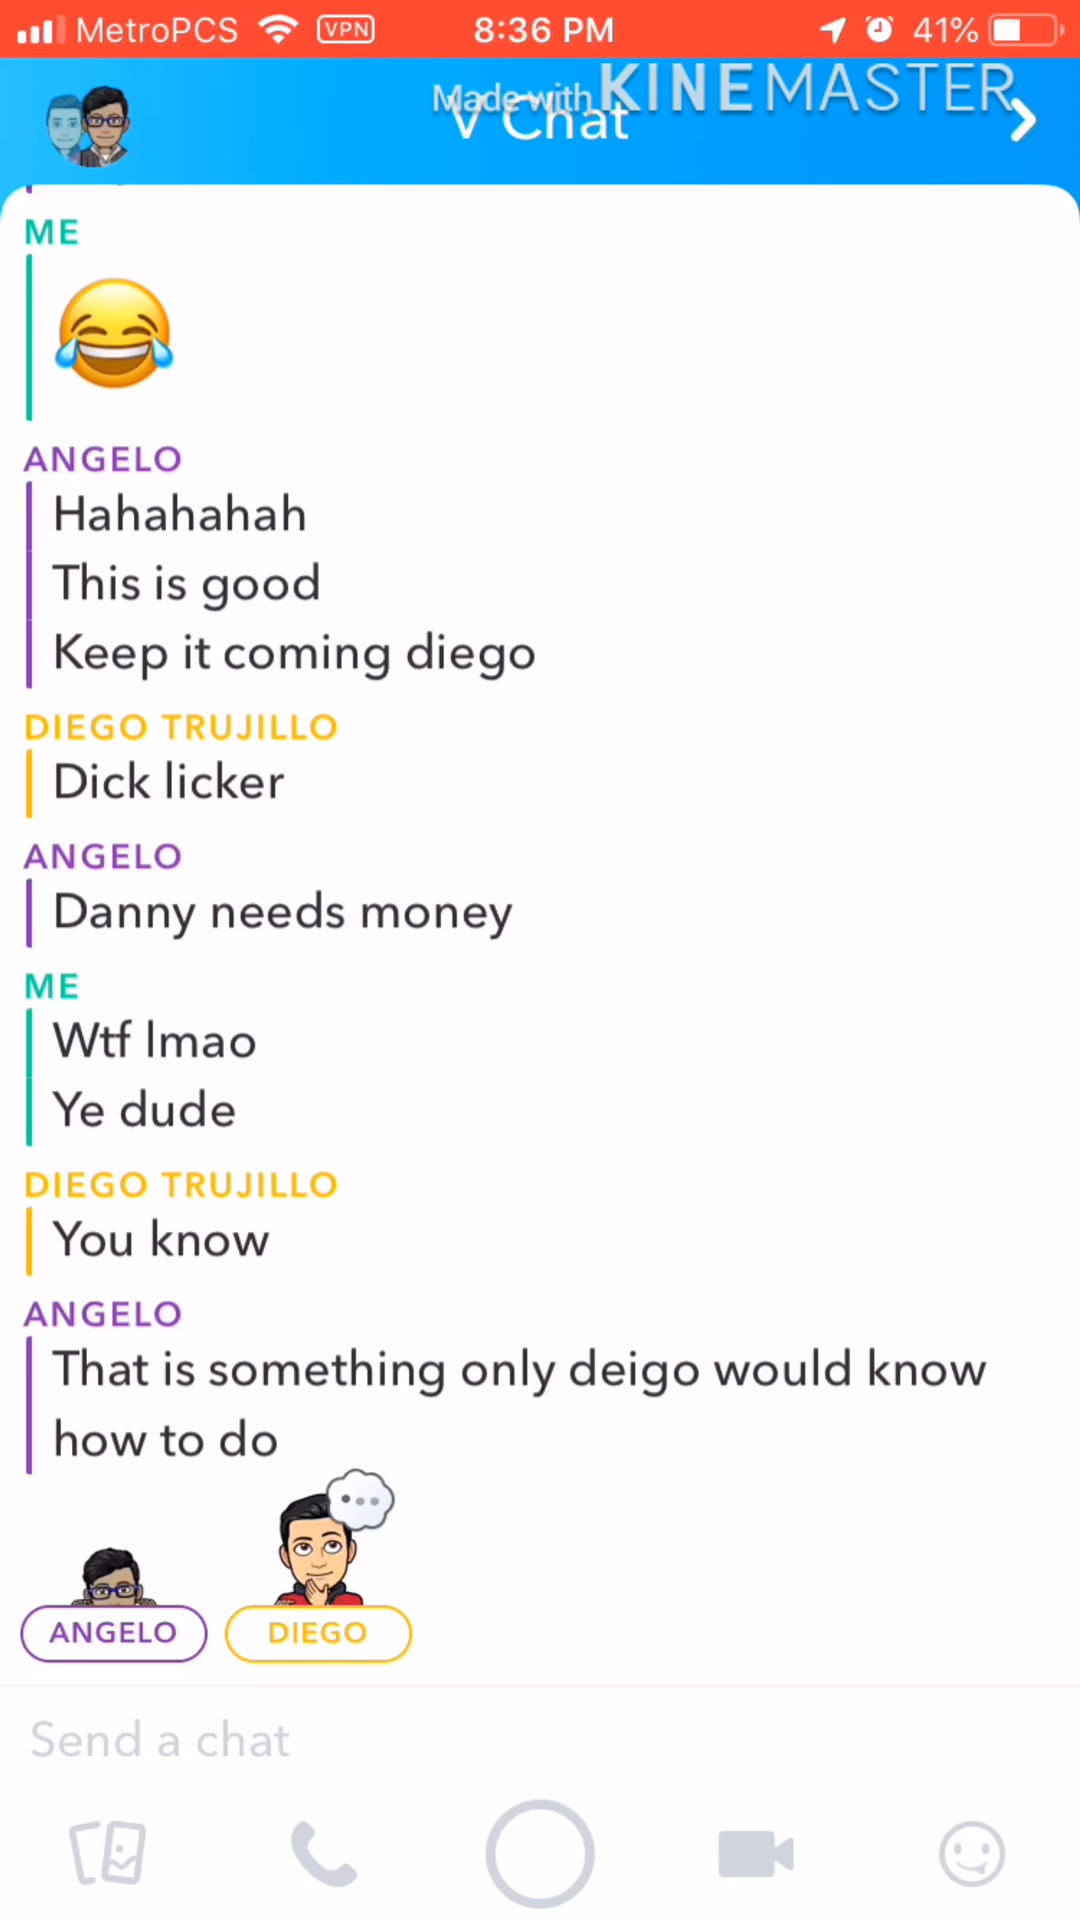 MetroPCS VPN 8:36 PM 41%
Made with KINEMASTER
V Chat
ME
😂
ANGELO
Hahahahah
This is good
Keep it coming diego
DIEGO TRUJILLO
Dick licker
ANGELO
Danny needs money
ME
Wtf lmao
Ye dude
DIEGO TRUJILLO
You know
ANGELO
That is something only deigo would know
how to do
ANGELO DIEGO
Send a chat